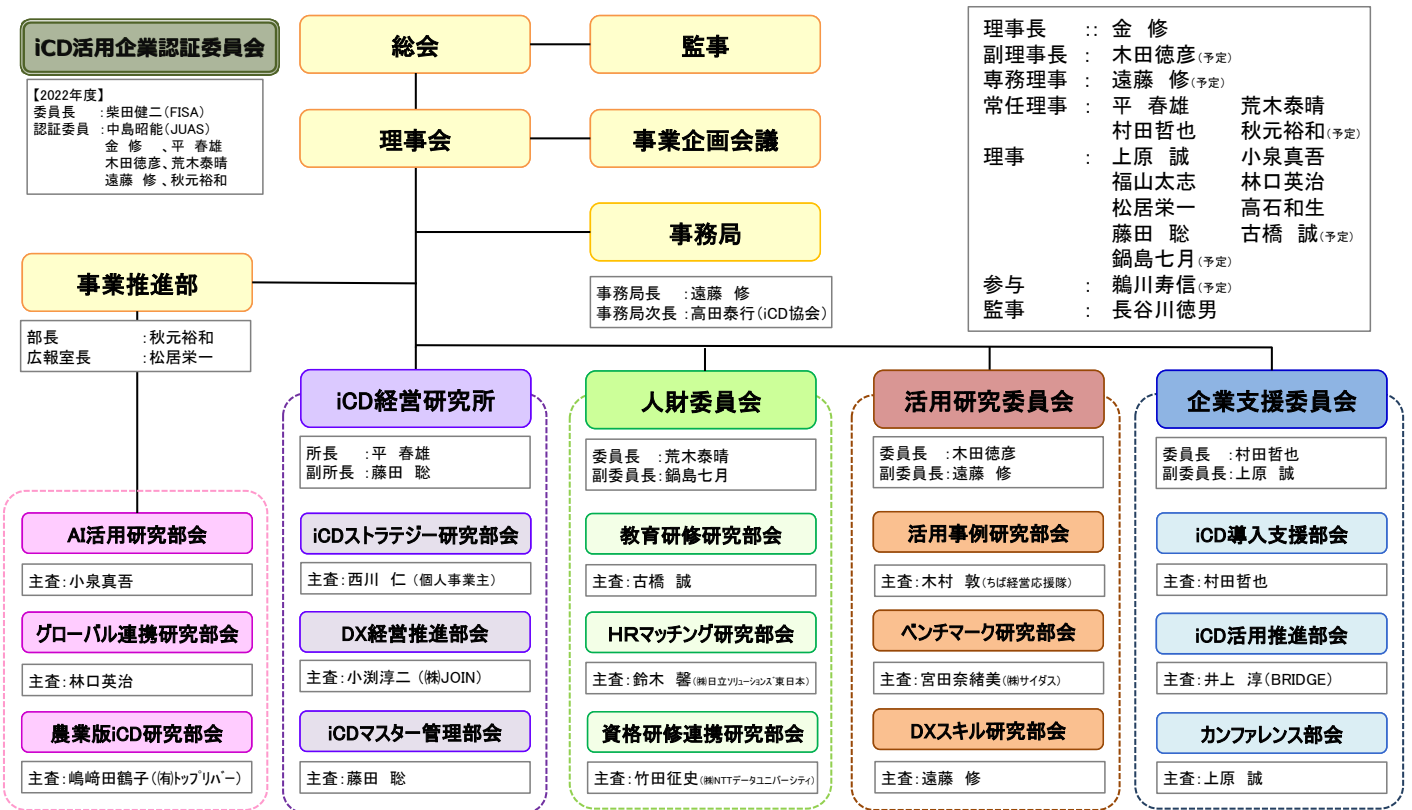 iCD活用企業認証委員会
【2022年度】
委員長　　：柴田健二（FISA）
認証委員 ：中島昭能（JUAS）
金　修　、平　春雄
木田徳彦、荒木泰晴
遠藤　修 、秋元裕和
総会
監事
理事会
事業企画会議
事務局
事務局長　：遠藤　修
事務局次長：高田泰行（iCD協会）
理事長　：： 金　修
副理事長 ： 木田徳彦（予定）
専務理事 ： 遠藤　修（予定）
常任理事 ： 平　春雄　荒木泰晴
村田哲也　秋元裕和（予定）
理事　　： 上原　誠　小泉真吾
福山太志　林口英治
松居栄一　高石和生
藤田　聡　古橋　誠（予定）
鍋島七月（予定）
参与　　： 鵜川寿信（予定）
監事　　： 長谷川徳男
事業推進部
部長　　　：秋元裕和
広報室長　：松居栄一
AI活用研究部会
主査：小泉真吾
グローバル連携研究部会
主査：林口英治
農業版iCD研究部会
主査：嶋﨑田鶴子（（有）トップリバー）
iCD経営研究所
所長　：平　春雄
副所長：藤田　聡
iCDストラテジー研究部会
主査：西川　仁 （個人事業主）
DX経営推進部会
主査：小渕淳二 （㈱JOIN）
iCDマスター管理部会
主査：藤田　聡
人財委員会
委員長　：荒木泰晴
副委員長：鍋島七月
教育研修研究部会
主査：古橋　誠
HRマッチング研究部会
主査：鈴木　馨（㈱日立ソリューションズ東日本）
資格研修連携研究部会
主査：竹田征史（㈱NTTデータユニバーシティ）
活用研究委員会
委員長　：木田徳彦
副委員長：遠藤　修
活用事例研究部会
主査：木村　敦（ちば経営応援隊）
ベンチマーク研究部会
主査：宮田奈緒美（㈱サイダス）
DXスキル研究部会
主査：遠藤　修
企業支援委員会
委員長　：村田哲也
副委員長：上原　誠
iCD導入支援部会
主査：村田哲也
iCD活用推進部会
主査：井上　淳（BRIDGE）
カンファレンス部会
主査：上原　誠